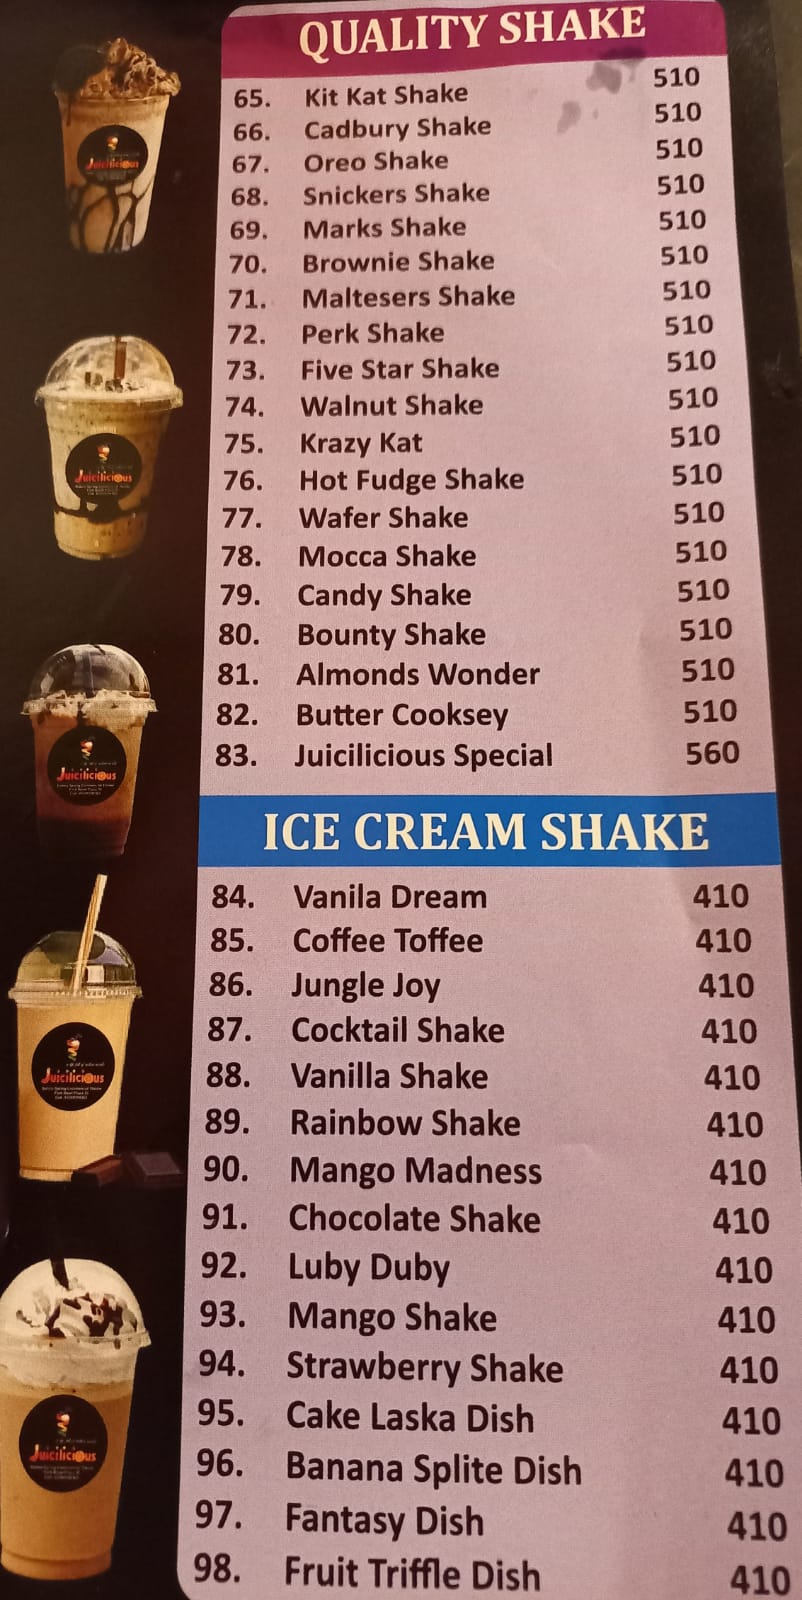 QUALITY SHAKE
65. Kit Kat Shake 510
66. Cadbury Shake 510
67. Oreo Shake 510
68. Snickers Shake 510
69. Marks Shake 510
70. Brownie Shake 510
71. Maltesers Shake 510
72. Perk Shake 510
73. Five Star Shake 510
74. Walnut Shake 510
75. Krazy Kat 510
76. Hot Fudge Shake 510
77. Wafer Shake 510
78. Mocca Shake 510
79. Candy Shake 510
80. Bounty Shake 510
81. Almonds Wonder 510
82. Butter Cooksey 510
83. Juicilicious Special 560
ICE CREAM SHAKE
84. Vanila Dream 410
85. Coffee Toffee 410
86. Jungle Joy 410
87. Cocktail Shake 410
88. Vanilla Shake 410
89. Rainbow Shake 410
90. Mango Madness 410
91. Chocolate Shake 410
92. Luby Duby 410
93. Mango Shake 410
94. Strawberry Shake 410
95. Cake Laska Dish 410
96. Banana Splite Dish 410
97. Fantasy Dish 410
98. Fruit Triffle Dish 410
Juicilicious
Juicilicious
Juicilicious
Juicilicious
Juicilicious